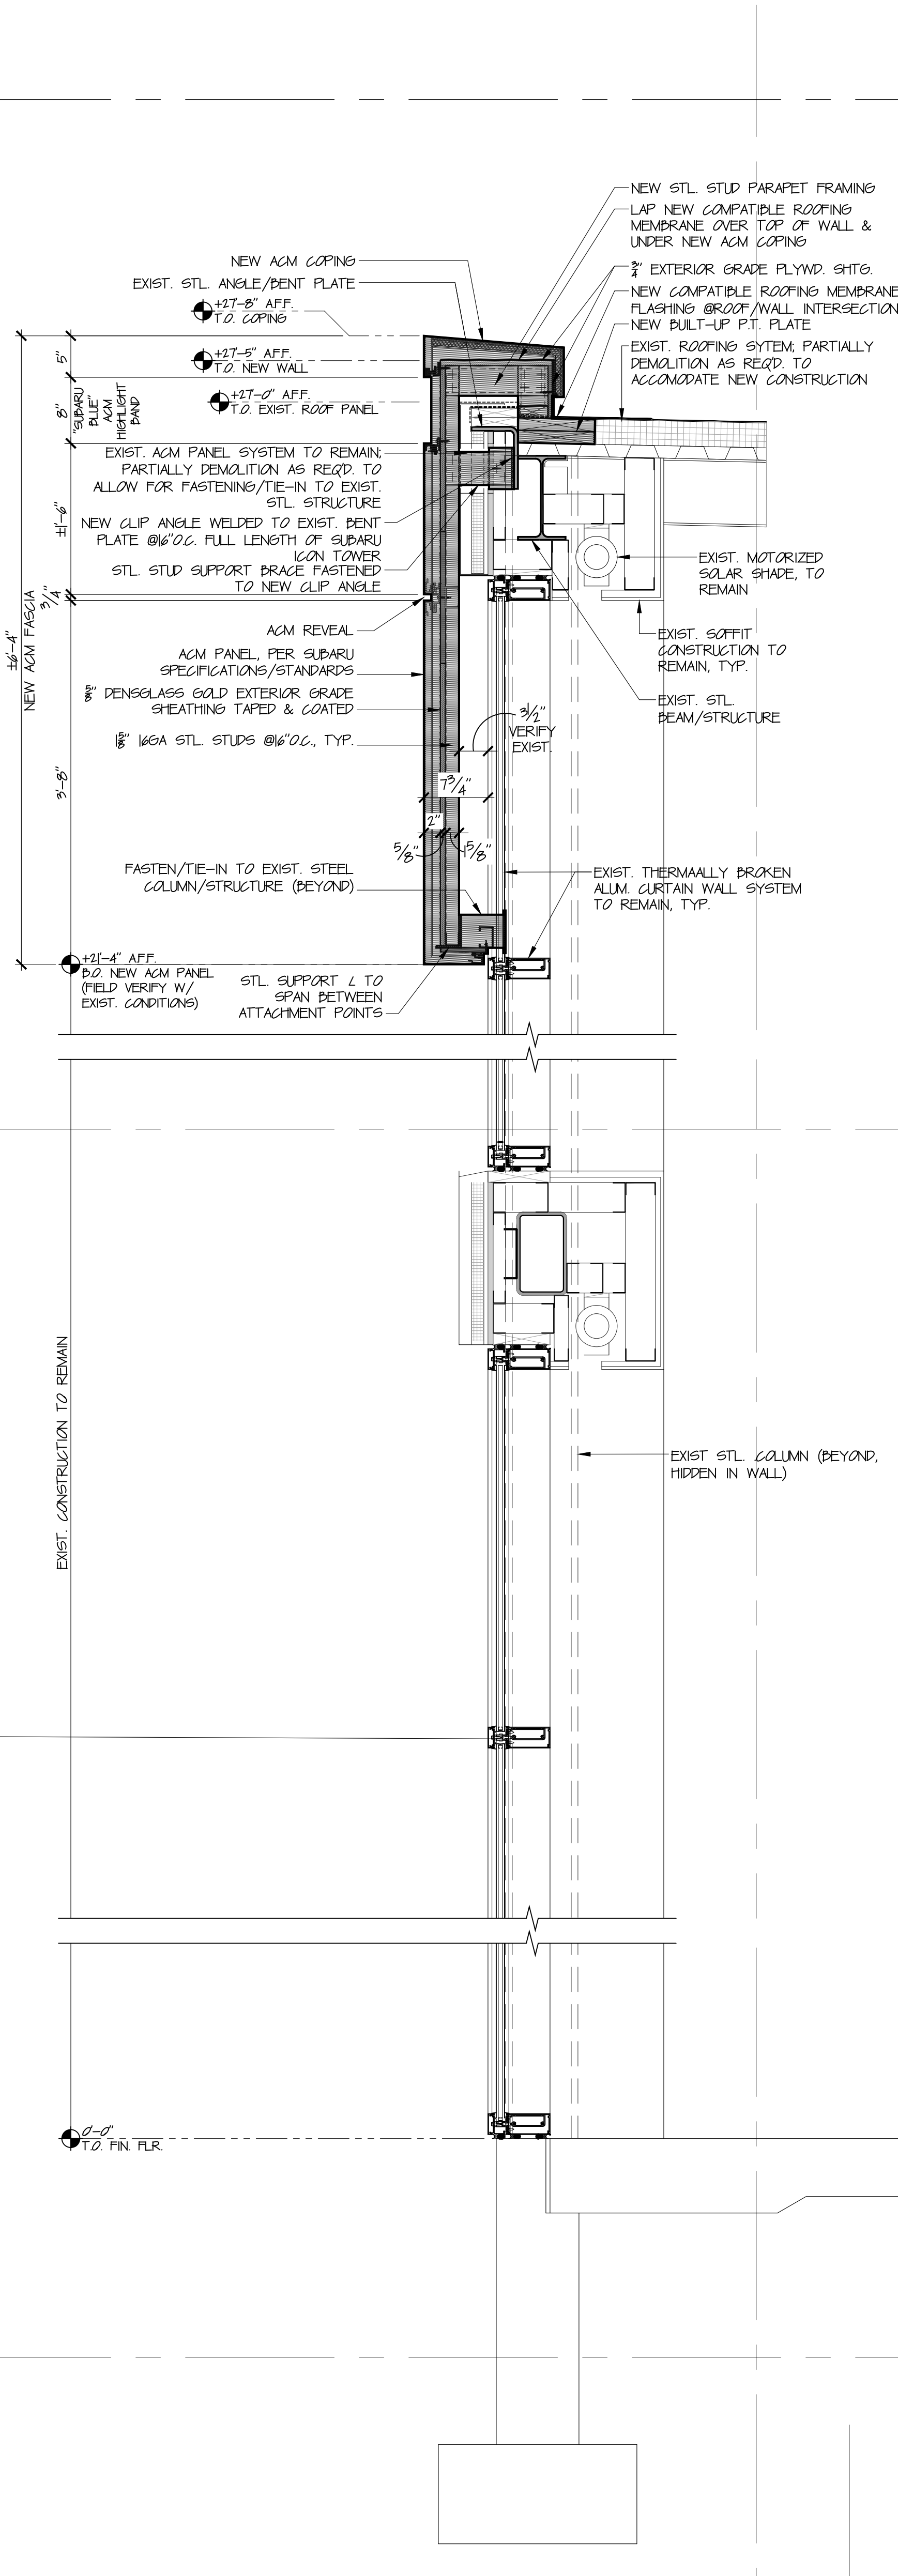 NEW STL. STUD PARAPET FRAMING
LAP NEW COMPATIBLE ROOFING
MEMBRANE OVER TOP OF WALL &
UNDER NEW ACM COPING
3/4" EXTERIOR GRADE PLYWD. SHTG.
NEW COMPATIBLE ROOFING MEMBRANE
FLASHING @ROOF/WALL INTERSECTION
NEW BUILT-UP P.T. PLATE
EXIST. ROOFING SYTEM; PARTIALLY
DEMOLITION AS REQ'D. TO
ACCOMODATE NEW CONSTRUCTION
NEW ACM COPING
EXIST. STL. ANGLE/BENT PLATE
+27'-8" A.F.F.
T.O. COPING
+27'-5" A.F.F.
T.O. NEW WALL
+27'-0" A.F.F.
T.O. EXIST. ROOF PANEL
5"
8"
"SUBARU
BLUE"
ACM
HIGHLIGHT
BAND
±1'-6"
3/4"
3'-8"
±6'-4"
NEW ACM FASCIA
EXIST. ACM PANEL SYSTEM TO REMAIN;
PARTIALLY DEMOLITION AS REQ'D. TO
ALLOW FOR FASTENING/TIE-IN TO EXIST.
STL. STRUCTURE
NEW CLIP ANGLE WELDED TO EXIST. BENT
PLATE @16"O.C. FULL LENGTH OF SUBARU
ICON TOWER
STL. STUD SUPPORT BRACE FASTENED
TO NEW CLIP ANGLE
ACM REVEAL
ACM PANEL, PER SUBARU
SPECIFICATIONS/STANDARDS
5/8" DENSGLASS GOLD EXTERIOR GRADE
SHEATHING TAPED & COATED
1 5/8" 16GA STL. STUDS @16"O.C., TYP.
EXIST. MOTORIZED
SOLAR SHADE, TO
REMAIN
EXIST. SOFFIT
CONSTRUCTION TO
REMAIN, TYP.
EXIST. STL.
BEAM/STRUCTURE
3 1/2"
VERIFY
EXIST.
7 3/4"
2"
5/8"
1 5/8"
FASTEN/TIE-IN TO EXIST. STEEL
COLUMN/STRUCTURE (BEYOND)
EXIST. THERMAALLY BROKEN
ALUM. CURTAIN WALL SYSTEM
TO REMAIN, TYP.
+21'-4" A.F.F.
B.O. NEW ACM PANEL
(FIELD VERIFY W/
EXIST. CONDITIONS)
STL. SUPPORT L TO
SPAN BETWEEN
ATTACHMENT POINTS
EXIST. CONSTRUCTION TO REMAIN
EXIST STL. COLUMN (BEYOND,
HIDDEN IN WALL)
0'-0"
T.O. FIN. FLR.